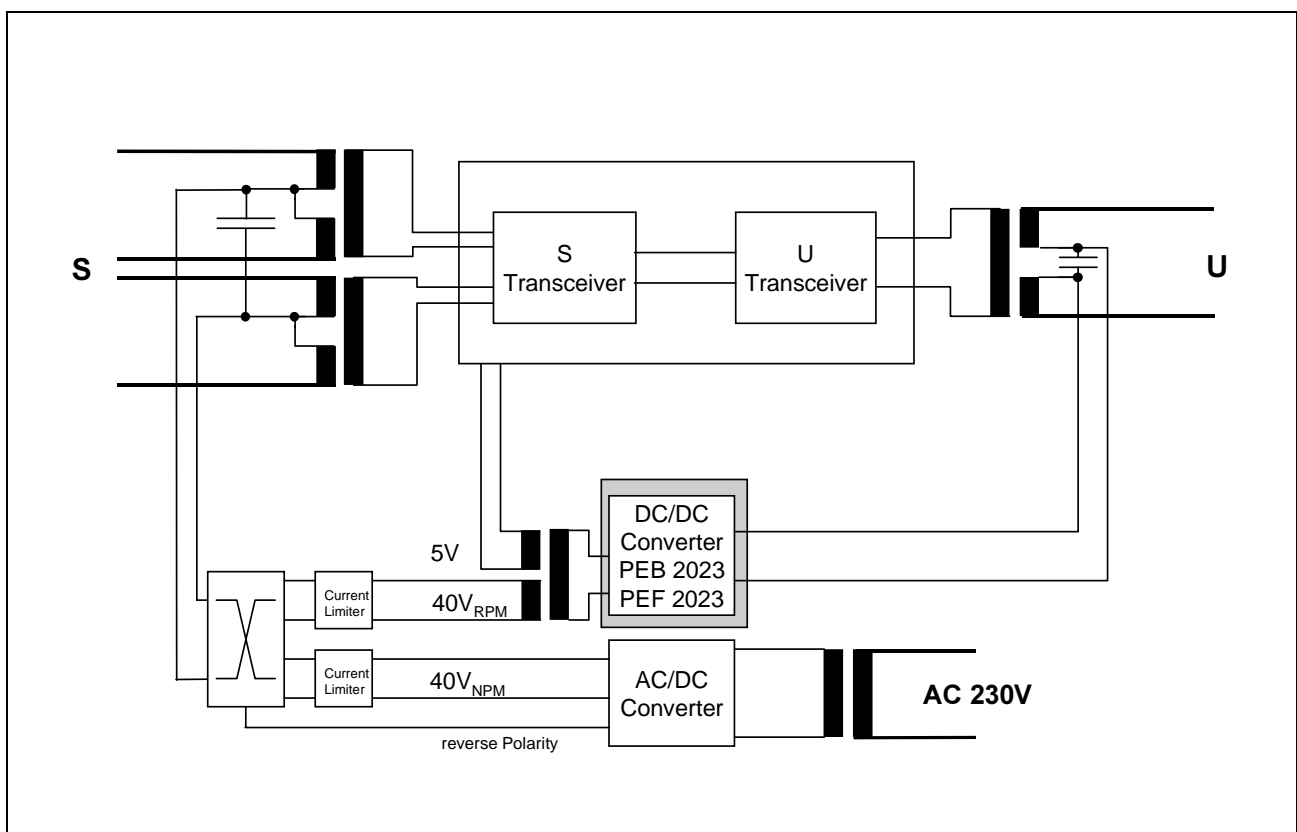 S
S
Transceiver
U
Transceiver
U
5V
40V_RPM
Current
Limiter
DC/DC
Converter
PEB 2023
PEF 2023
40V_NPM
Current
Limiter
AC/DC
Converter
AC 230V
reverse Polarity